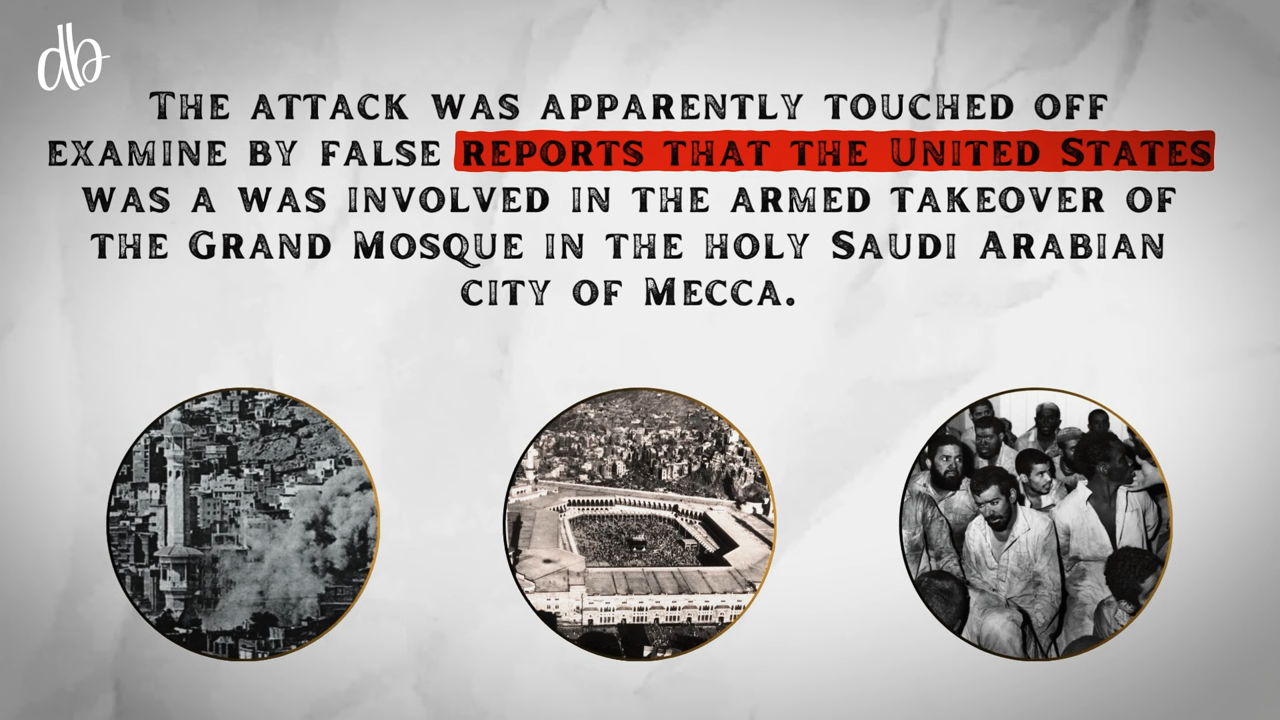 db
The attack was apparently touched off
examine by false reports that the United States
was a was involved in the armed takeover of
the Grand Mosque in the holy Saudi Arabian
city of Mecca.